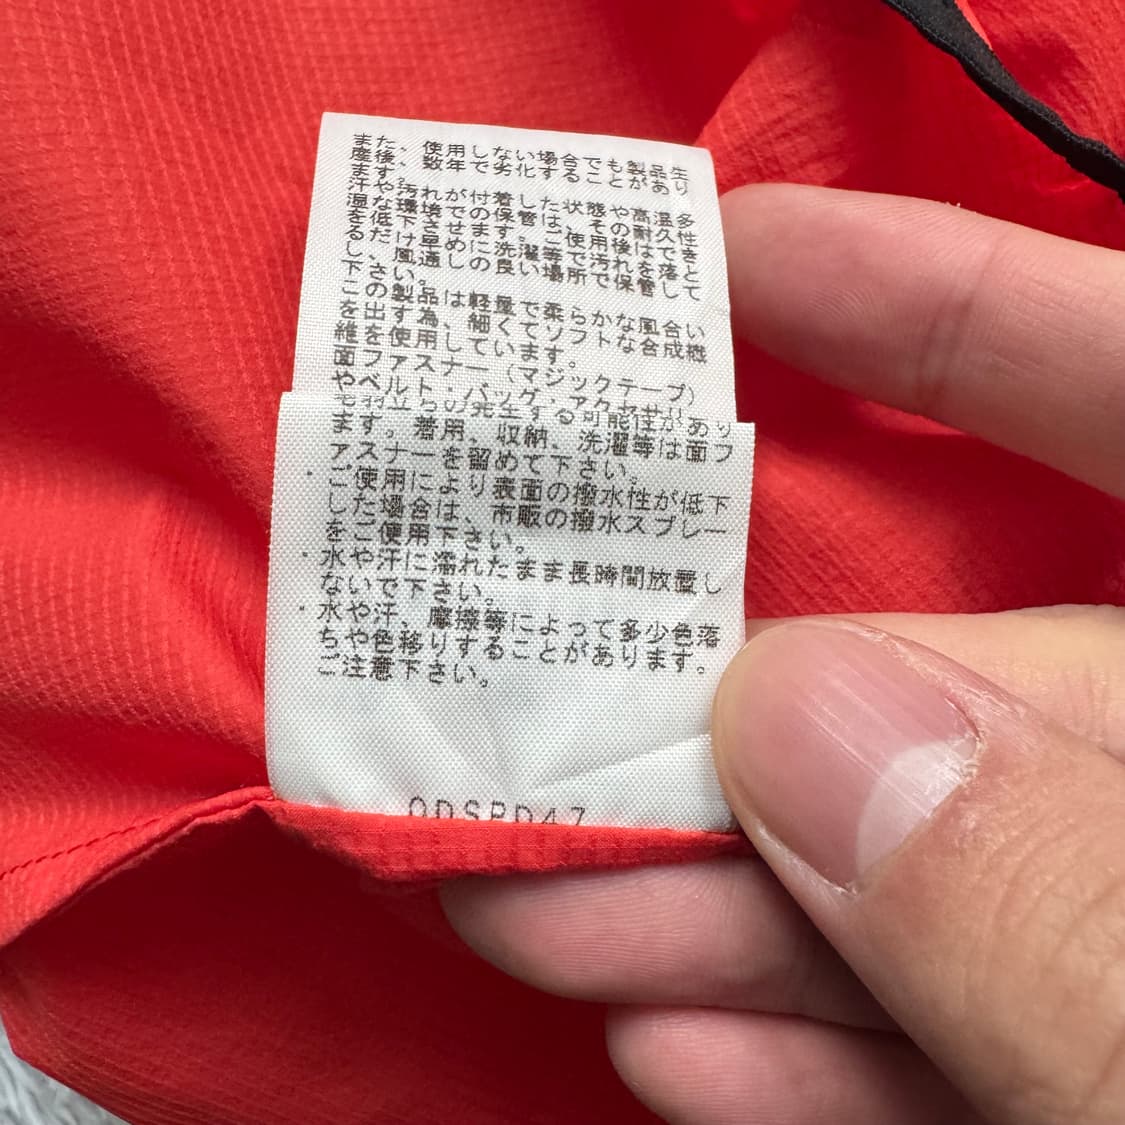 また、使用しない場合でも製品生
産後、数年で劣化することがあり
ます。
汗や汚れが付着した状態や高温多
湿な環境での保管は、その耐久性
を低下させます。ご使用後はできと
るだけ早めに洗濯等で汚れを落とて
し、風通しの良い場所で保管して
下さい。
この製品は軽量で柔らかな風合い
を出す為、細くてソフトな合成繊
維を使用しています。
面ファスナー(マジックテープ)
やベルト・バッグ・アクセサリ
の発生する可能性があり
ます。着用、収納、洗濯等は面フ
ァスナーを留めて下さい。
・ご使用により表面の撥水性が低下
した場合は、市販の撥水スプレー
をご使用下さい。
・水や汗に濡れたまま長時間放置し
ないで下さい。
・水や汗、摩擦等によって多少色落
ちや色移りすることがあります。
ご注意下さい。